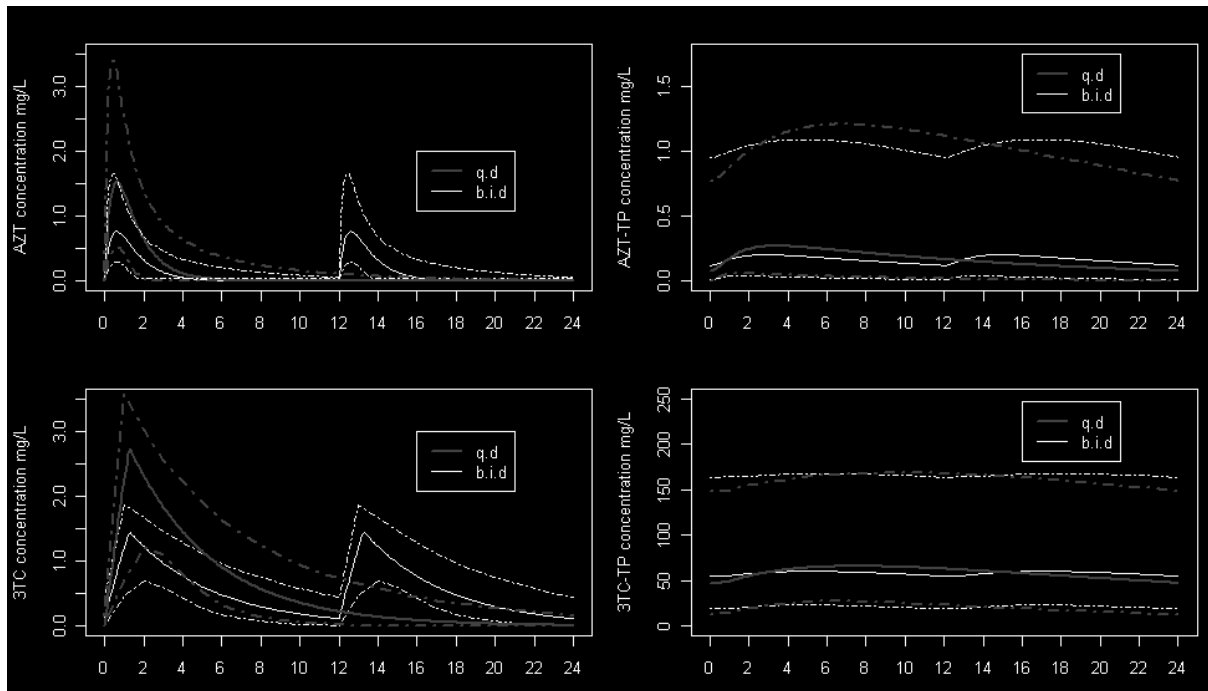 AZT concentration mg/L
0.0 1.0 2.0 3.0
q.d
b.i.d
0 2 4 6 8 10 12 14 16 18 20 22 24
AZT-TP concentration mg/L
0.0 0.5 1.0 1.5
q.d
b.i.d
0 2 4 6 8 10 12 14 16 18 20 22 24
3TC concentration mg/L
0.0 1.0 2.0 3.0
q.d
b.i.d
0 2 4 6 8 10 12 14 16 18 20 22 24
3TC-TP concentration mg/L
0 50 100 150 200 250
q.d
b.i.d
0 2 4 6 8 10 12 14 16 18 20 22 24